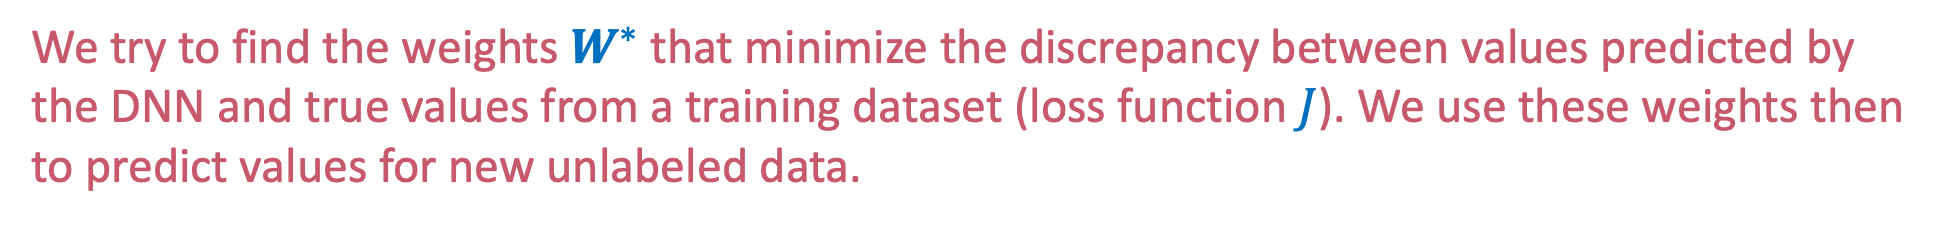 We try to find the weights W* that minimize the discrepancy between values predicted by
the DNN and true values from a training dataset (loss function J). We use these weights then
to predict values for new unlabeled data.